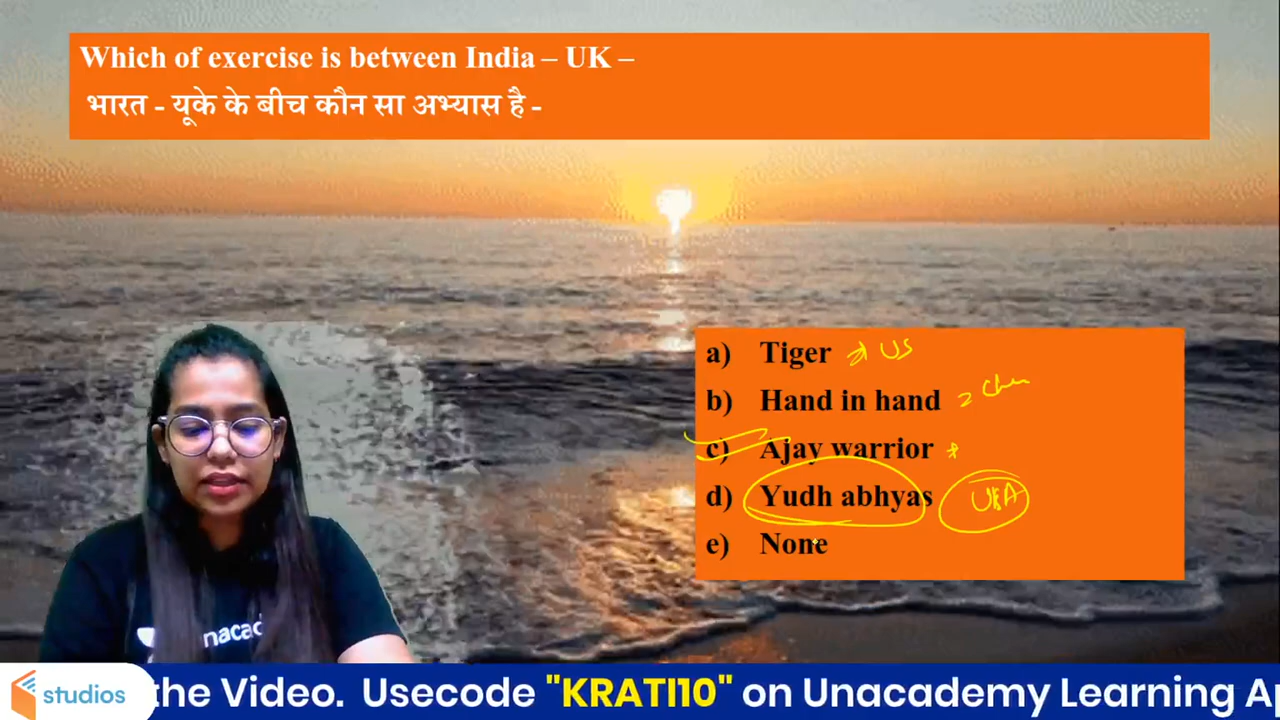 Which of exercise is between India – UK –
भारत - यूके के बीच कौन सा अभ्यास है -
a) Tiger US
b) Hand in hand
c) Ajay warrior
d) Yudh abhyas
e) None
nacad
studios
the Video. Usecode "KRATI10" on Unacademy Learning A